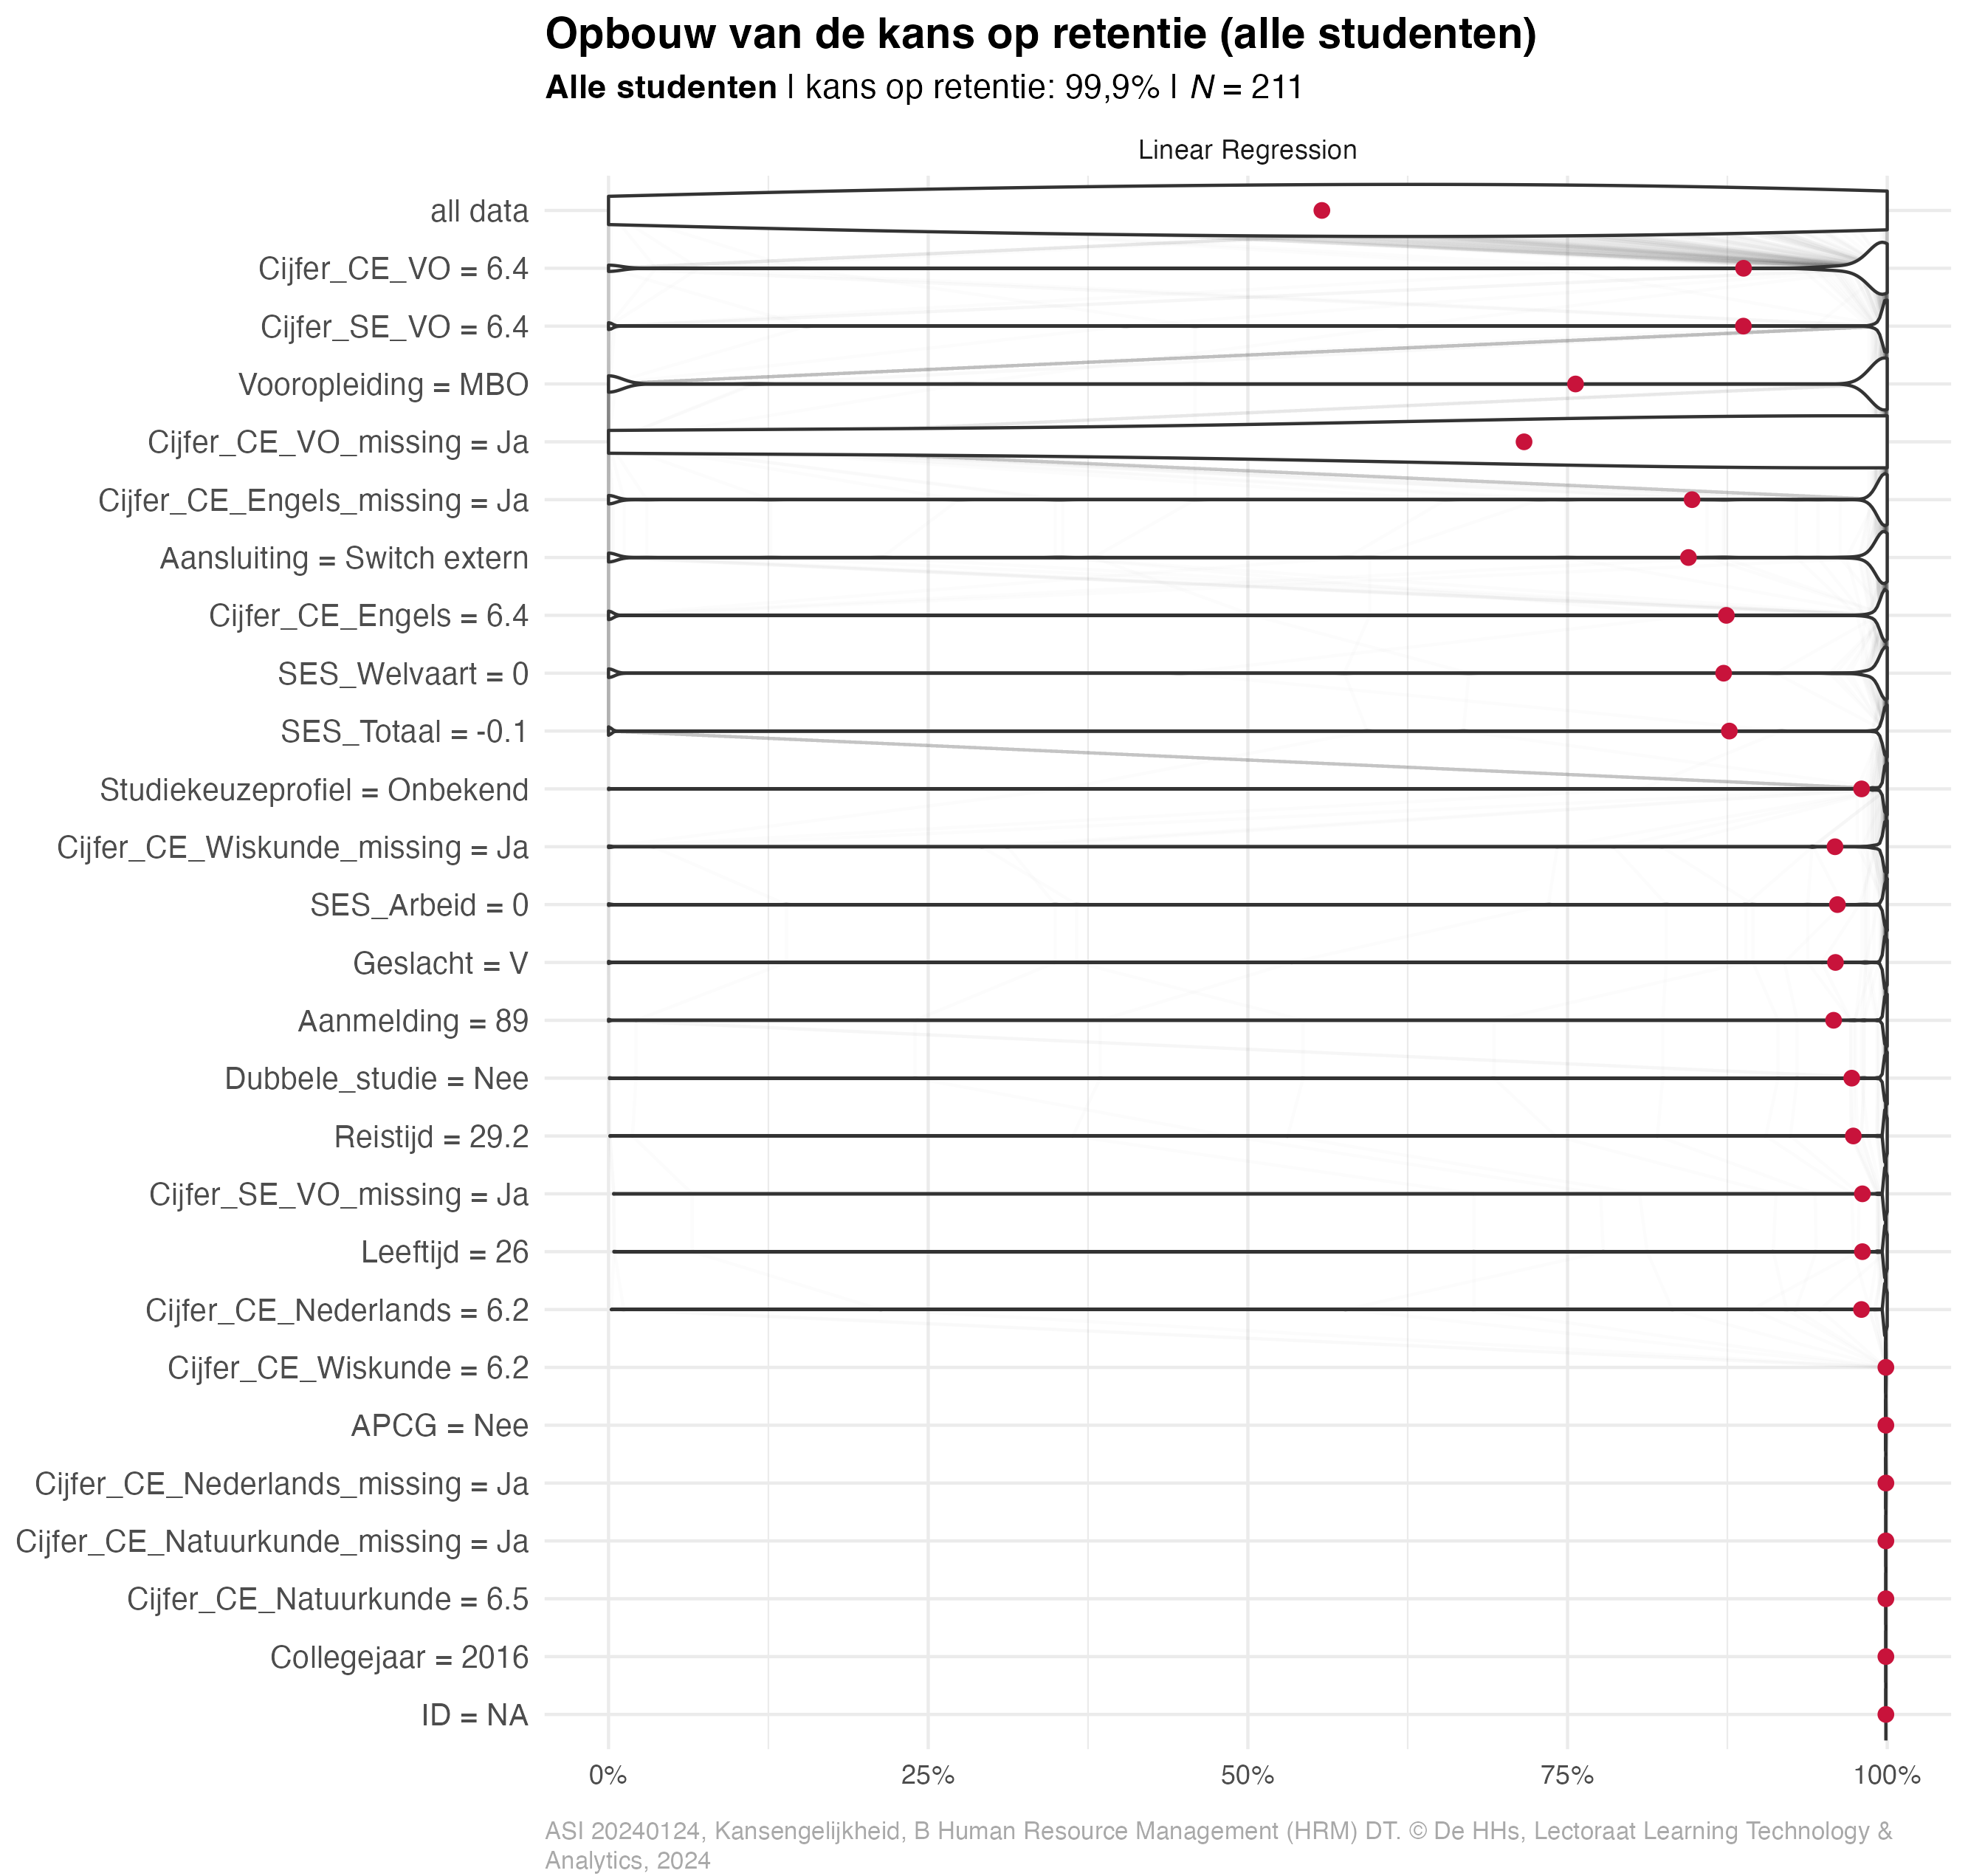 Opbouw van de kans op retentie (alle studenten)
Alle studenten | kans op retentie: 99,9% | N = 211
Linear Regression
all data
Cijfer_CE_VO = 6.4
Cijfer_SE_VO = 6.4
Vooropleiding = MBO
Cijfer_CE_VO_missing = Ja
Cijfer_CE_Engels_missing = Ja
Aansluiting = Switch extern
Cijfer_CE_Engels = 6.4
SES_Welvaart = 0
SES_Totaal = -0.1
Studiekeuzeprofiel = Onbekend
Cijfer_CE_Wiskunde_missing = Ja
SES_Arbeid = 0
Geslacht = V
Aanmelding = 89
Dubbele_studie = Nee
Reistijd = 29.2
Cijfer_SE_VO_missing = Ja
Leeftijd = 26
Cijfer_CE_Nederlands = 6.2
Cijfer_CE_Wiskunde = 6.2
APCG = Nee
Cijfer_CE_Nederlands_missing = Ja
Cijfer_CE_Natuurkunde_missing = Ja
Cijfer_CE_Natuurkunde = 6.5
Collegejaar = 2016
ID = NA
0% 25% 50% 75% 100%
ASI 20240124, Kansengelijkheid, B Human Resource Management (HRM) DT. © De HHs, Lectoraat Learning Technology &
Analytics, 2024